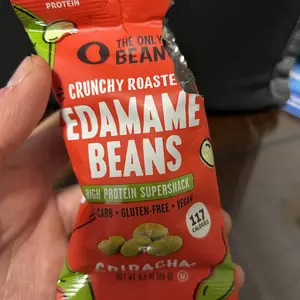 PROTEIN
THE ONLY
BEAN
CRUNCHY ROASTE
EDAMAME
BEANS
HIGH PROTEIN SUPERSNACK
CARB • GLUTEN-FREE • VEGAN
117
CALORIES
SRIRACHA